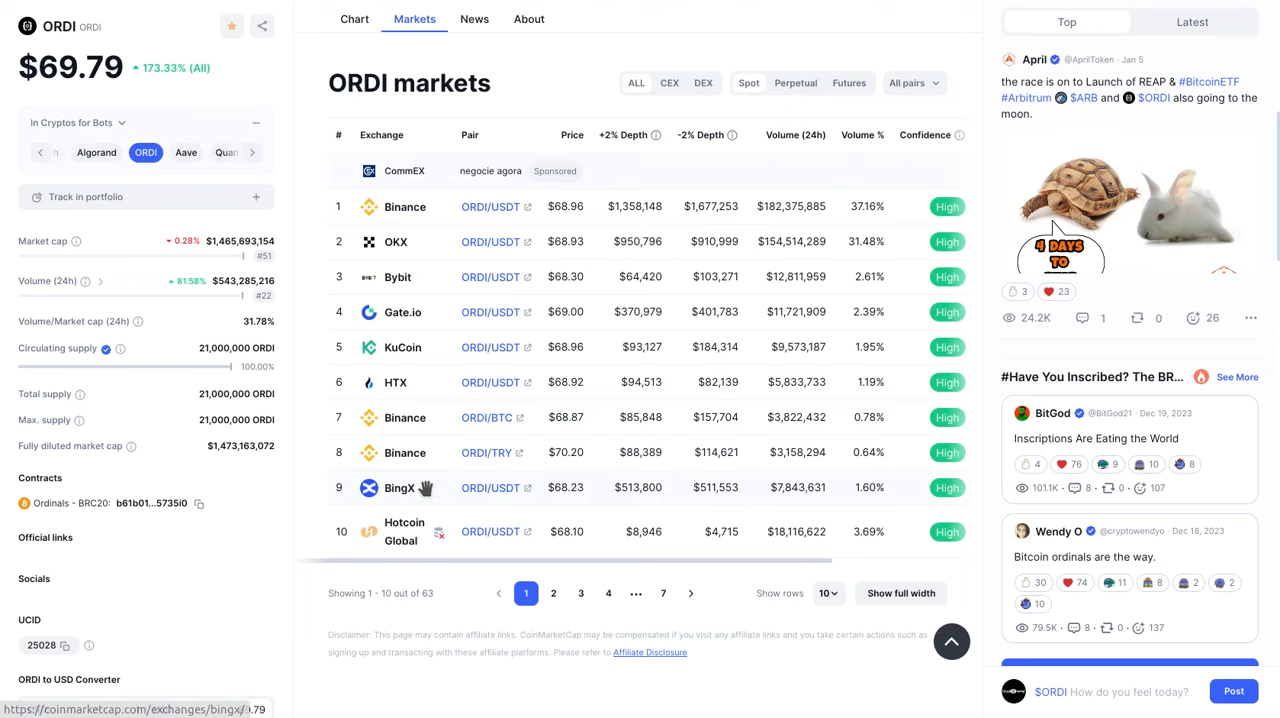 ORDI ORDI
$69.79 173.33% (All)
In Cryptos for Bots
Algorand ORDI Aave Quan
Track in portfolio
Market cap 0.28% $1,465,693,154
#51
Volume (24h) 81.58% $543,285,216
#22
Volume/Market cap (24h) 31.78%
Circulating supply 21,000,000 ORDI
100.00%
Total supply 21,000,000 ORDI
Max. supply 21,000,000 ORDI
Fully diluted market cap $1,473,163,072
Contracts
Ordinals - BRC20: b61b01...5735i0
Official links
Socials
UCID
25028
ORDI to USD Converter
https://coinmarketcap.com/exchanges/bingx/ 9.79
Chart Markets News About
ORDI markets
ALL CEX DEX Spot Perpetual Futures All pairs
# Exchange Pair Price +2% Depth -2% Depth Volume (24h) Volume % Confidence
CommEX negocie agora Sponsored
1 Binance ORDI/USDT $68.96 $1,358,148 $1,677,253 $182,375,885 37.16% High
2 OKX ORDI/USDT $68.93 $950,796 $910,999 $154,514,289 31.48% High
3 Bybit ORDI/USDT $68.30 $64,420 $103,271 $12,811,959 2.61% High
4 Gate.io ORDI/USDT $69.00 $370,979 $401,783 $11,721,909 2.39% High
5 KuCoin ORDI/USDT $68.96 $93,127 $184,314 $9,573,187 1.95% High
6 HTX ORDI/USDT $68.92 $94,513 $82,139 $5,833,733 1.19% High
7 Binance ORDI/BTC $68.87 $85,848 $157,704 $3,822,432 0.78% High
8 Binance ORDI/TRY $70.20 $88,389 $114,621 $3,158,294 0.64% High
9 BingX ORDI/USDT $68.23 $513,800 $511,553 $7,843,631 1.60% High
10 Hotcoin Global ORDI/USDT $68.10 $8,946 $4,715 $18,116,622 3.69% High
Showing 1 - 10 out of 63 1 2 3 4 ... 7 Show rows 10 Show full width
Disclaimer: This page may contain affiliate links. CoinMarketCap may be compensated if you visit any affiliate links and you take certain actions such as
signing up and transacting with these affiliate platforms. Please refer to Affiliate Disclosure
Top Latest
April @AprilToken · Jan 5
the race is on to Launch of REAP & #BitcoinETF
#Arbitrum $ARB and $ORDI also going to the
moon.
4 DAYS
TO
3 23
24.2K 1 0 26
#Have You Inscribed? The BR... See More
BitGod @BitGod21 · Dec 19, 2023
Inscriptions Are Eating the World
4 76 9 10 8
101.1K · 8 · 0 · 107
Wendy O @cryptowendyo · Dec 18, 2023
Bitcoin ordinals are the way.
30 74 11 8 2 2
10
79.5K · 8 · 0 · 137
$ORDI How do you feel today? Post